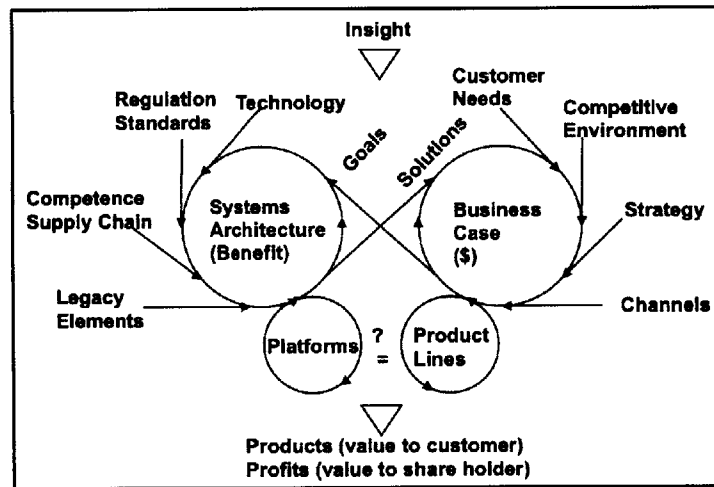 Insight
Customer
Needs
Regulation
Standards
Technology
Competitive
Environment
Goals
Solutions
Competence
Supply Chain
Systems
Architecture
(Benefit)
Business
Case
($)
Strategy
Legacy
Elements
Channels
Platforms
?
=
Product
Lines
Products (value to customer)
Profits (value to share holder)